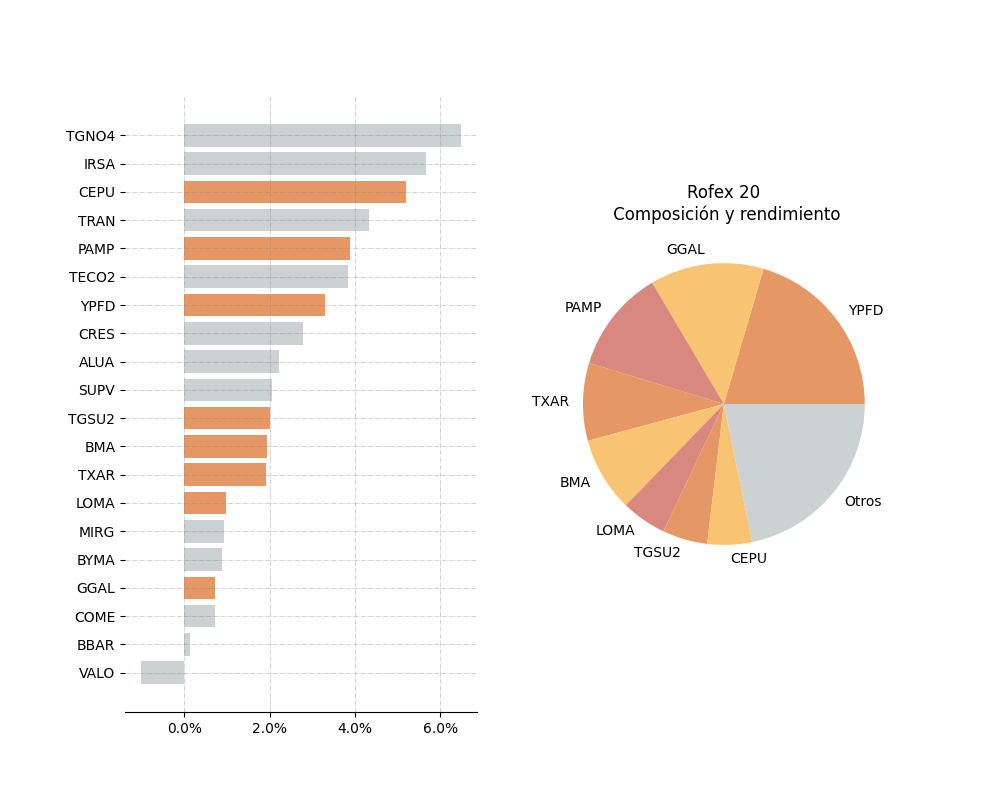 TGNO4
IRSA
CEPU
TRAN
PAMP
TECO2
YPFD
CRES
ALUA
SUPV
TGSU2
BMA
TXAR
LOMA
MIRG
BYMA
GGAL
COME
BBAR
VALO
0.0% 2.0% 4.0% 6.0%
Rofex 20
Composición y rendimiento
GGAL
YPFD
PAMP
TXAR
BMA
Otros
LOMA
TGSU2
CEPU